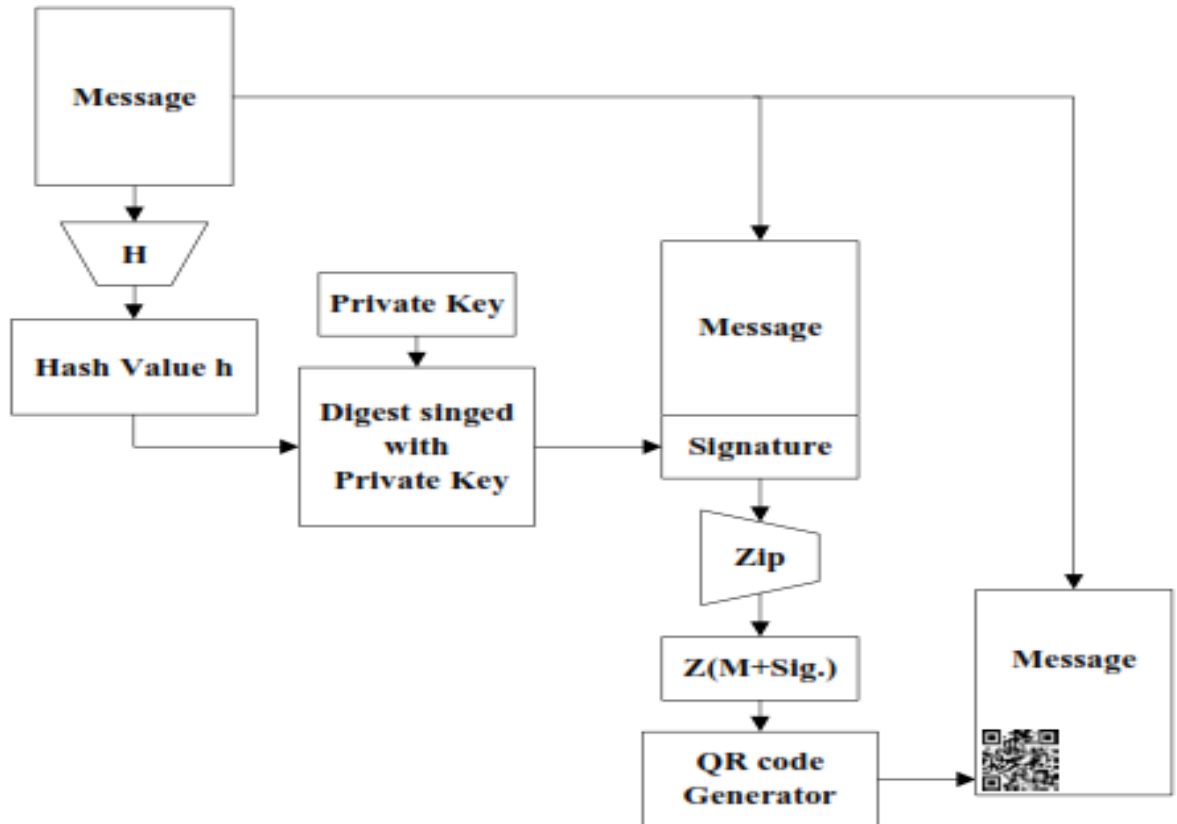 Message
H
Hash Value h
Private Key
Digest singed
with
Private Key
Message
Signature
Zip
Z(M+Sig.)
QR code
Generator
Message